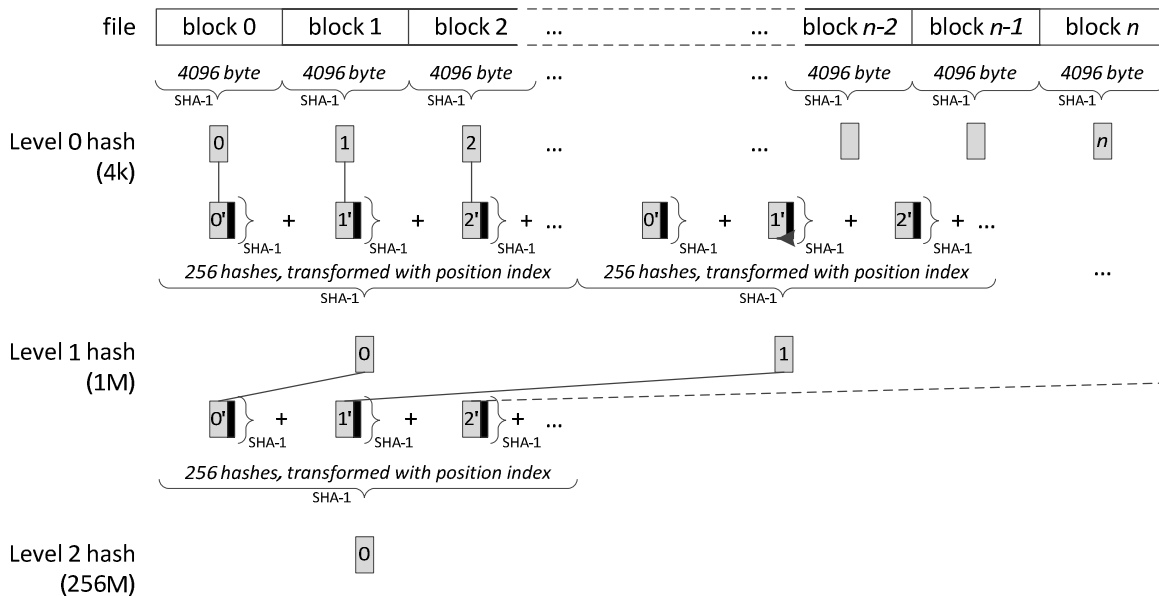 file block 0 block 1 block 2 ... ... block n-2 block n-1 block n
4096 byte 4096 byte 4096 byte ... ... 4096 byte 4096 byte 4096 byte
SHA-1 SHA-1 SHA-1 SHA-1 SHA-1 SHA-1
Level 0 hash 0 1 2 ... ... n
(4k)
0' + 1' + 2' + ... 0' + 1' + 2' + ...
SHA-1 SHA-1 SHA-1 SHA-1 SHA-1 SHA-1
256 hashes, transformed with position index 256 hashes, transformed with position index ...
SHA-1 SHA-1
Level 1 hash 0 1
(1M)
0' + 1' + 2' + ...
SHA-1 SHA-1 SHA-1
256 hashes, transformed with position index
SHA-1
Level 2 hash 0
(256M)